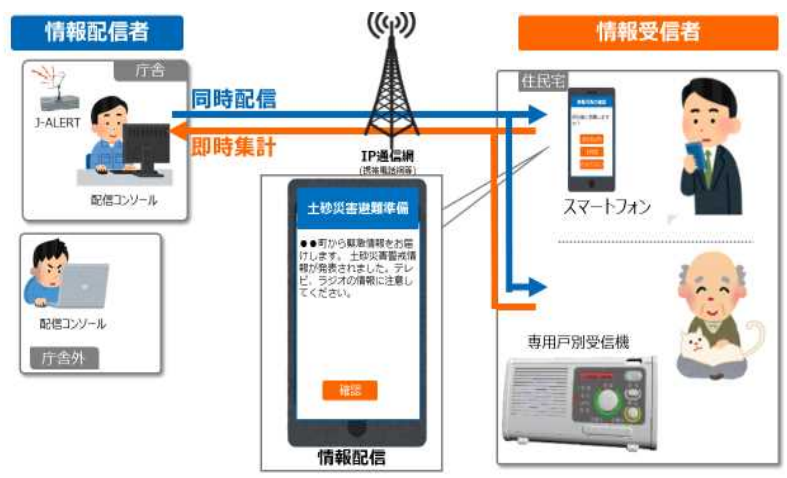 情報配信者
情報受信者
庁舎
J-ALERT
配信コンソール
同時配信
即時集計
IP通信網
(携帯電話網等)
住民宅
スマートフォン
土砂災害避難準備
●●町から緊急情報をお届
けします。土砂災害警戒情
報が発表されました。テレ
ビ、ラジオの情報に注意し
てください。
確認
情報配信
配信コンソール
庁舎外
専用戸別受信機